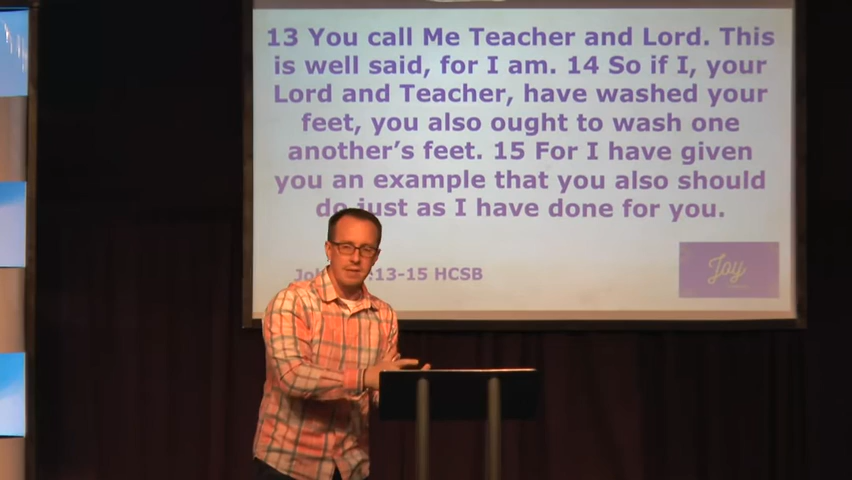 13 You call Me Teacher and Lord. This
is well said, for I am. 14 So if I, your
Lord and Teacher, have washed your
feet, you also ought to wash one
another's feet. 15 For I have given
you an example that you also should
do just as I have done for you.
:13-15 HCSB
Joy